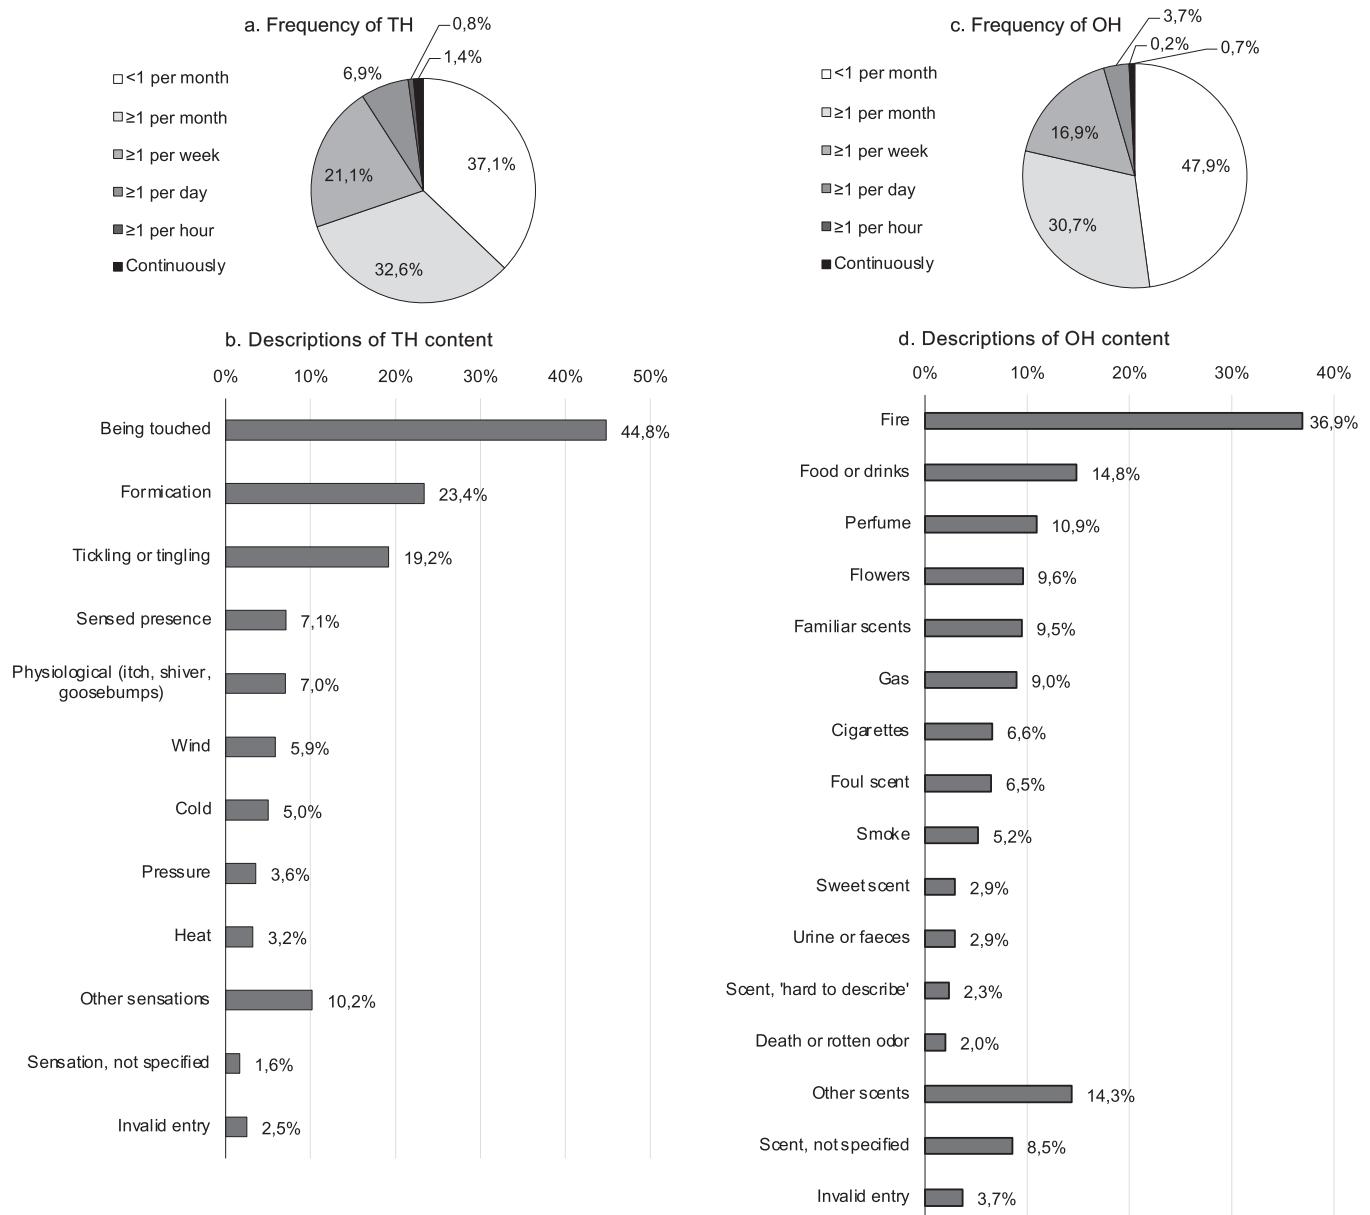 a. Frequency of TH
<1 per month
≥1 per month
≥1 per week
≥1 per day
≥1 per hour
Continuously
0,8%
1,4%
6,9%
37,1%
21,1%
32,6%
c. Frequency of OH
<1 per month
≥1 per month
≥1 per week
≥1 per day
≥1 per hour
Continuously
3,7%
0,2%
0,7%
16,9%
47,9%
30,7%
b. Descriptions of TH content
0% 10% 20% 30% 40% 50%
Being touched 44,8%
Formication 23,4%
Tickling or tingling 19,2%
Sensed presence 7,1%
Physiological (itch, shiver,
goosebumps) 7,0%
Wind 5,9%
Cold 5,0%
Pressure 3,6%
Heat 3,2%
Other sensations 10,2%
Sensation, not specified 1,6%
Invalid entry 2,5%
d. Descriptions of OH content
0% 10% 20% 30% 40%
Fire 36,9%
Food or drinks 14,8%
Perfume 10,9%
Flowers 9,6%
Familiar scents 9,5%
Gas 9,0%
Cigarettes 6,6%
Foul scent 6,5%
Smoke 5,2%
Sweet scent 2,9%
Urine or faeces 2,9%
Scent, 'hard to describe' 2,3%
Death or rotten odor 2,0%
Other scents 14,3%
Scent, not specified 8,5%
Invalid entry 3,7%